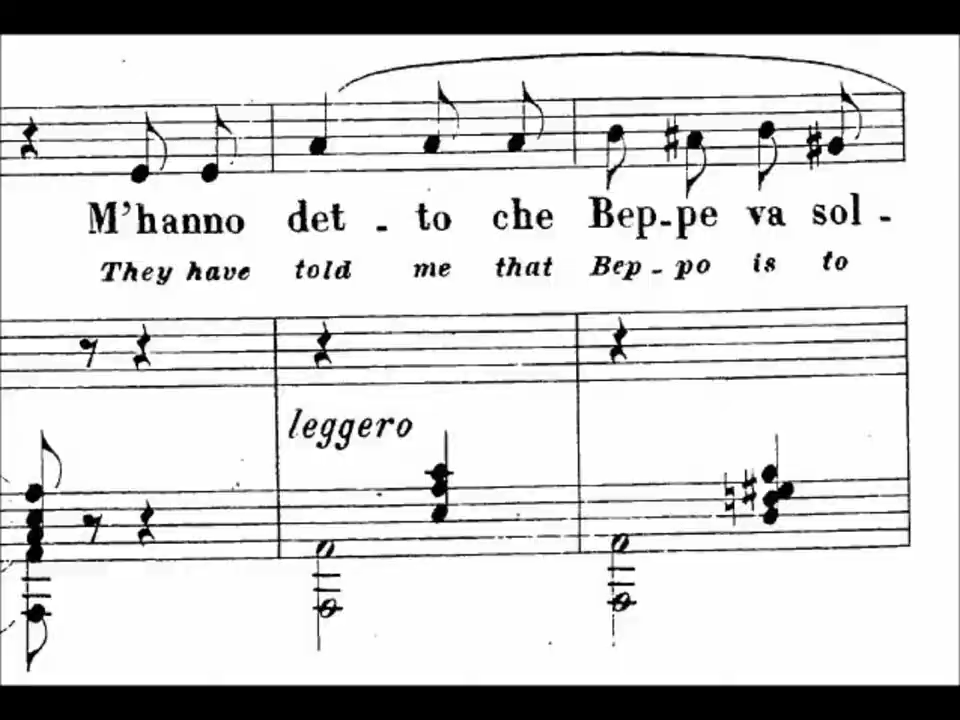 M'hanno det - to che Bep-pe va sol -
They have told me that Bep - po is to
leggero